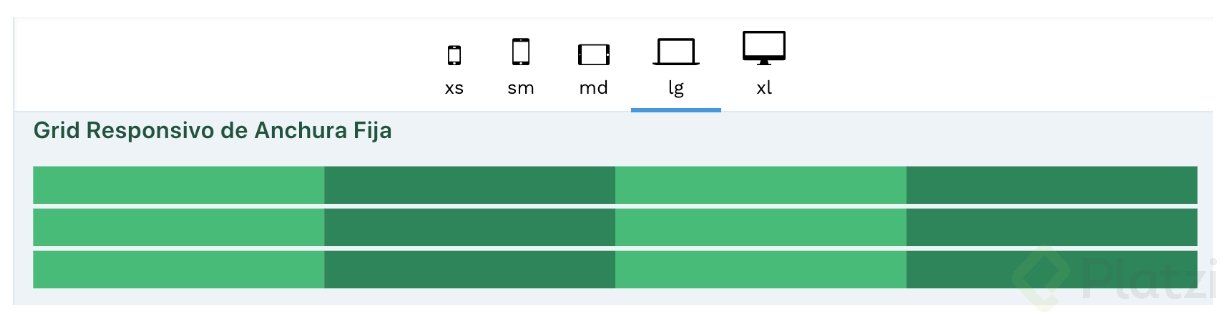 xs sm md lg xl
Grid Responsivo de Anchura Fija
Platzi